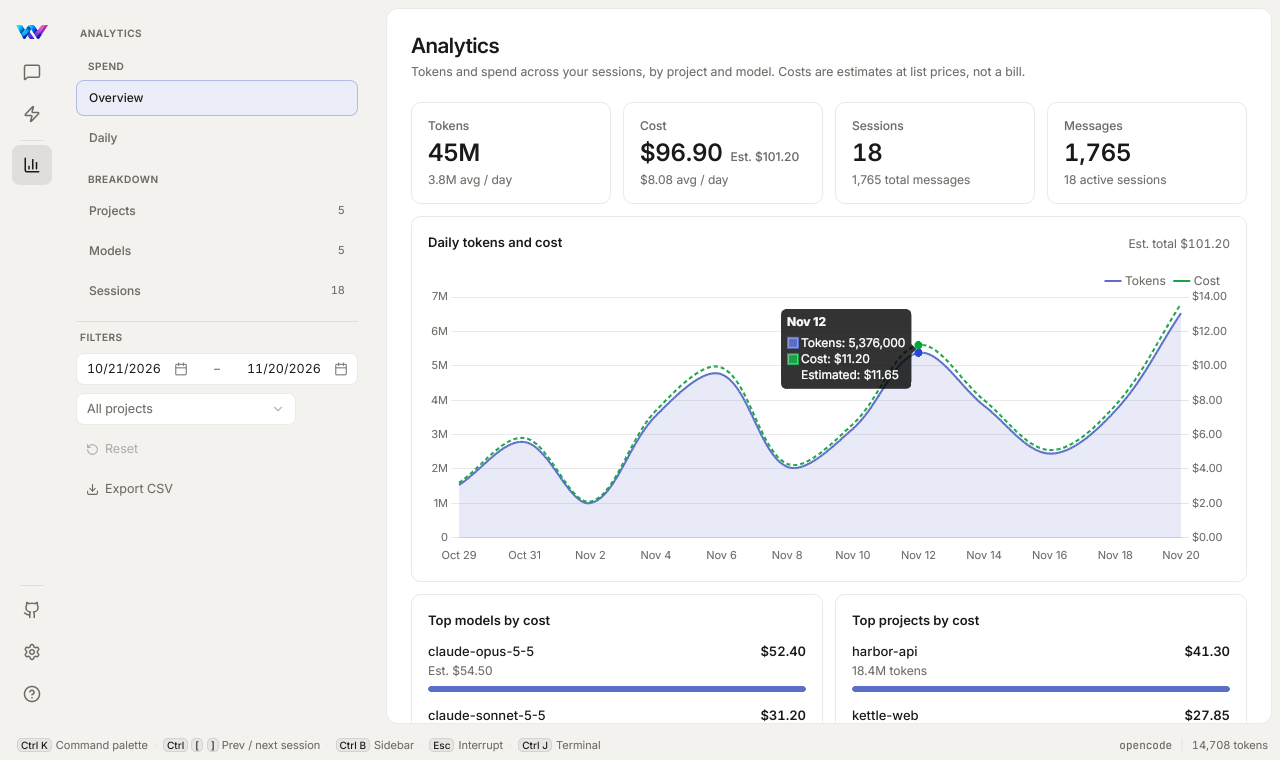 ANALYTICS
SPEND
Overview
Daily
BREAKDOWN
Projects 5
Models 5
Sessions 18
FILTERS
10/21/2026 – 11/20/2026
All projects
Reset
Export CSV
Analytics
Tokens and spend across your sessions, by project and model. Costs are estimates at list prices, not a bill.
Tokens
45M
3.8M avg / day
Cost
$96.90 Est. $101.20
$8.08 avg / day
Sessions
18
1,765 total messages
Messages
1,765
18 active sessions
Daily tokens and cost
Est. total $101.20
Tokens Cost
7M $14.00
6M $12.00
5M $10.00
4M $8.00
3M $6.00
2M $4.00
1M $2.00
0 $0.00
Nov 12
Tokens: 5,376,000
Cost: $11.20
Estimated: $11.65
Oct 29 Oct 31 Nov 2 Nov 4 Nov 6 Nov 8 Nov 10 Nov 12 Nov 14 Nov 16 Nov 18 Nov 20
Top models by cost
claude-opus-5-5 $52.40
Est. $54.50
claude-sonnet-5-5 $31.20
Top projects by cost
harbor-api $41.30
18.4M tokens
kettle-web $27.85
Ctrl K Command palette Ctrl [ ] Prev / next session Ctrl B Sidebar Esc Interrupt Ctrl J Terminal
opencode 14,708 tokens